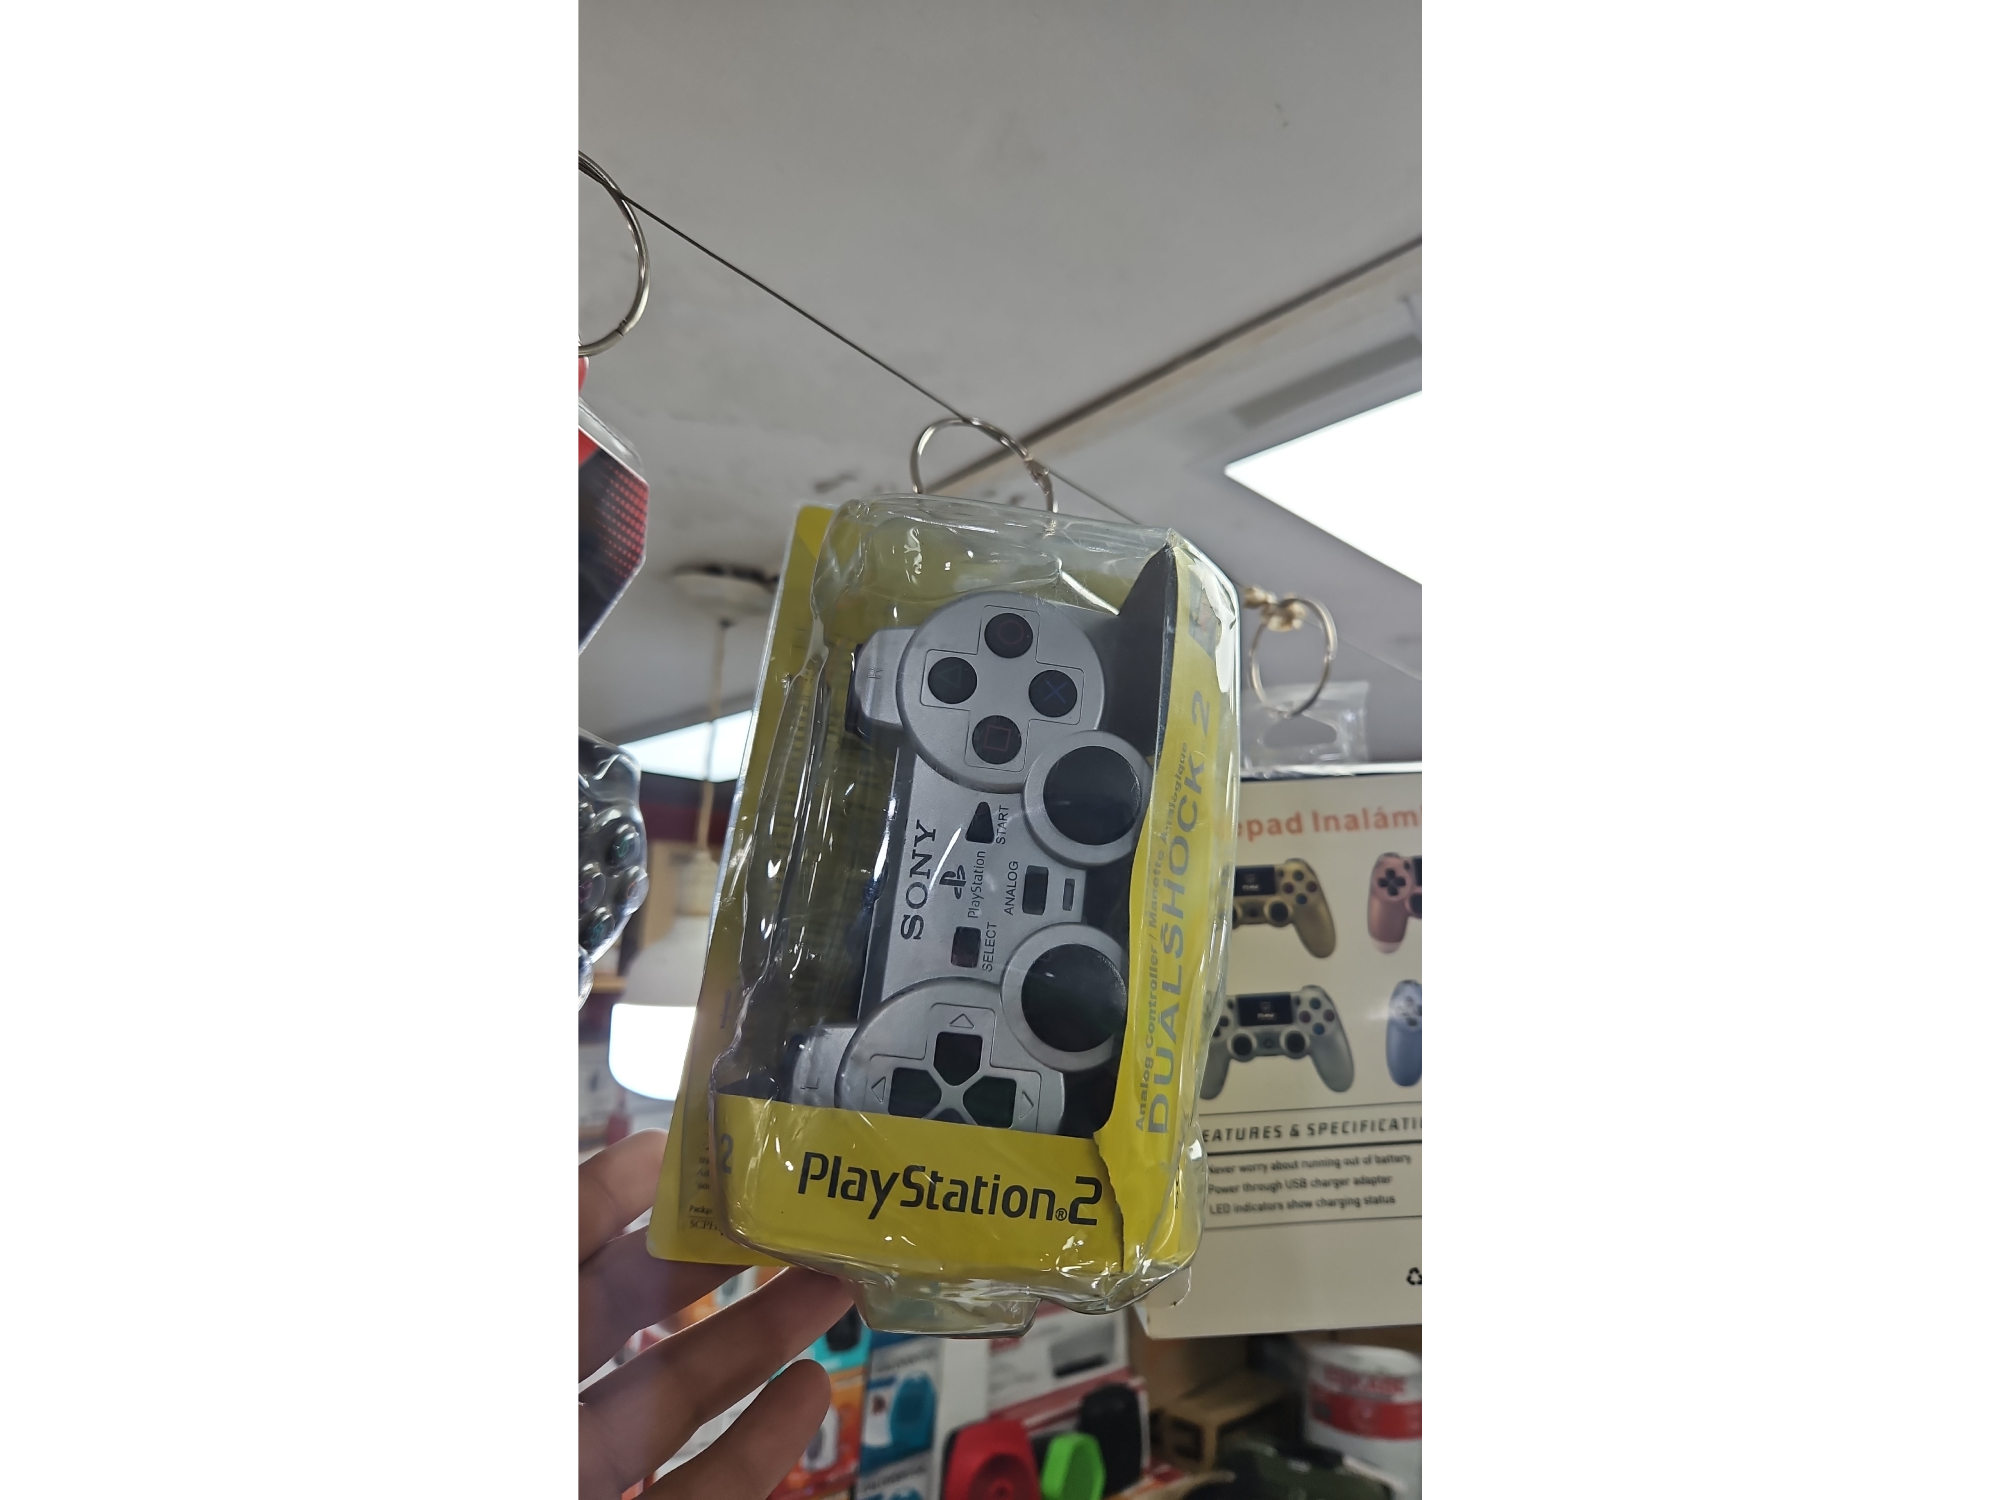 SONY
PlayStation
START
ANALOG
SELECT
R
L
Analog Controller / Manette Analogique
DUALSHOCK 2
PlayStation®2
2
epad Inalám
EATURES & SPECIFICATI
Never worry about running out of battery
Power through USB charger adapter
LED indicators show charging status